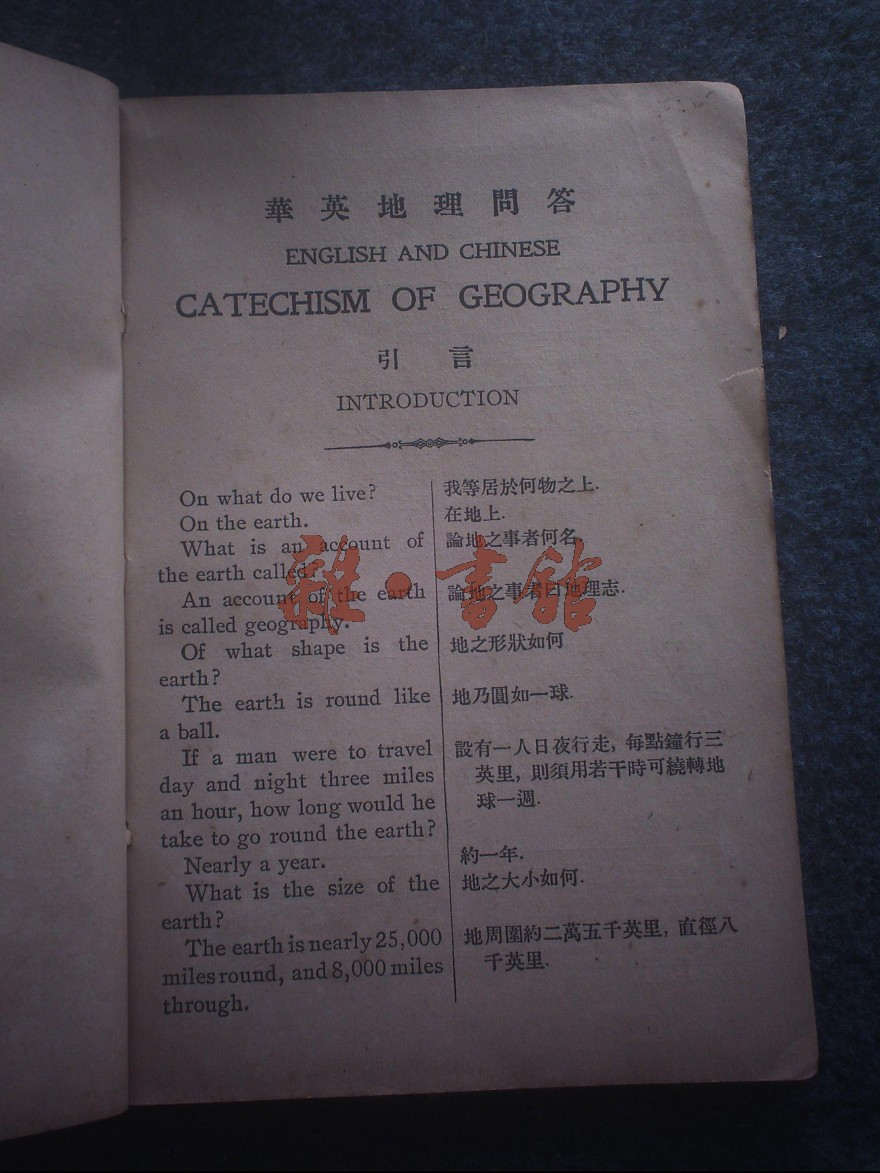 華英地理問答
ENGLISH AND CHINESE
CATECHISM OF GEOGRAPHY
引言
INTRODUCTION
On what do we live?
On the earth.
What is an account of
the earth called?
An account of the earth
is called geography.
Of what shape is the
earth?
The earth is round like
a ball.
If a man were to travel
day and night three miles
an hour, how long would he
take to go round the earth?
Nearly a year.
What is the size of the
earth?
The earth is nearly 25,000
miles round, and 8,000 miles
through.
我等居於何物之上.
在地上.
論地之事者何名.
論地之事者曰地理志.
地之形狀如何
地乃圓如一球.
設有一人日夜行走, 每點鐘行三
英里, 則須用若干時可繞轉地
球一週.
約一年.
地之大小如何.
地周圍約二萬五千英里, 直徑八
千英里.
雜·書館